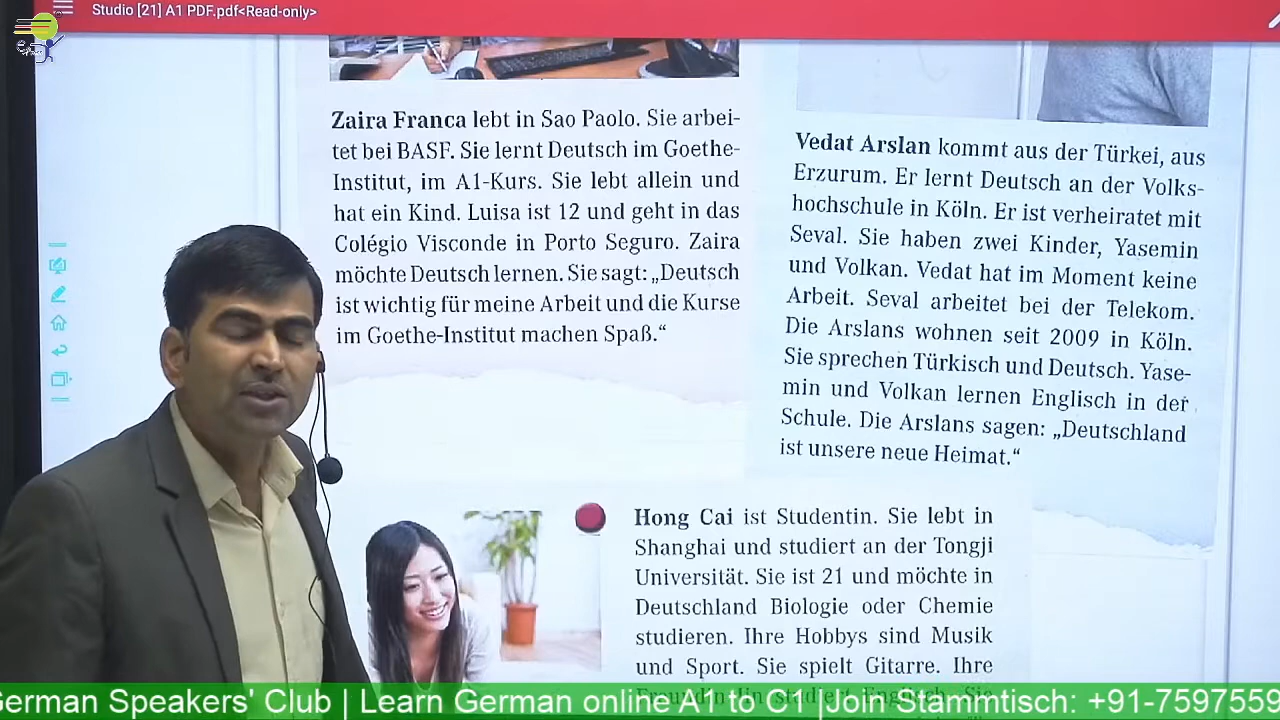 Studio [21] A1 PDF.pdf<Read-only>
Zaira Franca lebt in Sao Paolo. Sie arbei-
tet bei BASF. Sie lernt Deutsch im Goethe-
Institut, im A1-Kurs. Sie lebt allein und
hat ein Kind. Luisa ist 12 und geht in das
Colégio Visconde in Porto Seguro. Zaira
möchte Deutsch lernen. Sie sagt: „Deutsch
ist wichtig für meine Arbeit und die Kurse
im Goethe-Institut machen Spaß.“
Vedat Arslan kommt aus der Türkei, aus
Erzurum. Er lernt Deutsch an der Volks-
hochschule in Köln. Er ist verheiratet mit
Seval. Sie haben zwei Kinder, Yasemin
und Volkan. Vedat hat im Moment keine
Arbeit. Seval arbeitet bei der Telekom.
Die Arslans wohnen seit 2009 in Köln.
Sie sprechen Türkisch und Deutsch. Yase-
min und Volkan lernen Englisch in der
Schule. Die Arslans sagen: „Deutschland
ist unsere neue Heimat.“
Hong Cai ist Studentin. Sie lebt in
Shanghai und studiert an der Tongji
Universität. Sie ist 21 und möchte in
Deutschland Biologie oder Chemie
studieren. Ihre Hobbys sind Musik
und Sport. Sie spielt Gitarre. Ihre
German Speakers' Club | Learn German online A1 to C1 |Join Stammtisch: +91-7597559